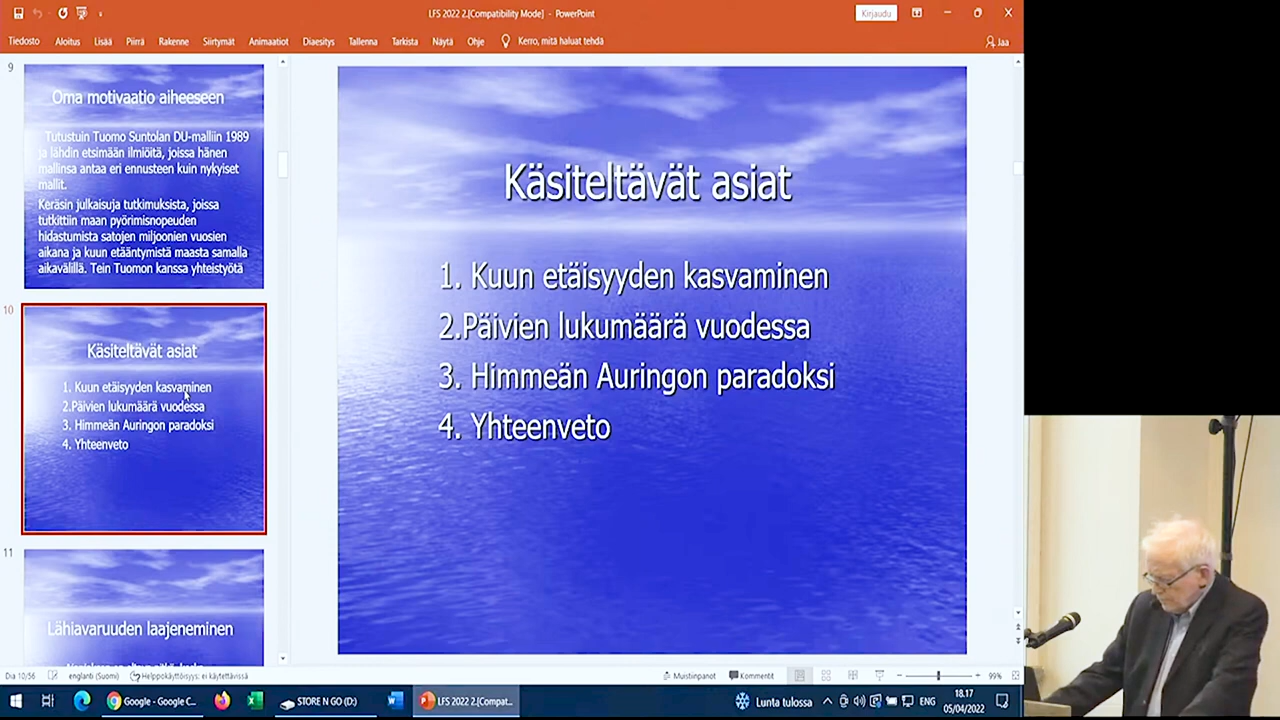 LFS 2022 2.[Compatibility Mode] - PowerPoint
Kirjaudu
Tiedosto Aloitus Lisää Piirrä Rakenne Siirtymät Animaatiot Diaesitys Tallenna Tarkista Näytä Ohje Kerro, mitä haluat tehdä
Jaa
9
Oma motivaatio aiheeseen
Tutustuin Tuomo Suntolan DU-malliin 1989
ja lähdin etsimään ilmiöitä, joissa hänen
mallinsa antaa eri ennusteen kuin nykyiset
mallit.
Keräsin julkaisuja tutkimuksista, joissa
tutkittiin maan pyörimisnopeuden
hidastumista satojen miljoonien vuosien
aikana ja kuun etääntymistä maasta samalla
aikavälillä. Tein Tuomon kanssa yhteistyötä
10
Käsiteltävät asiat
1. Kuun etäisyyden kasvaminen
2.Päivien lukumäärä vuodessa
3. Himmeän Auringon paradoksi
4. Yhteenveto
11
Lähiavaruuden laajeneminen
Käsiteltävät asiat
1. Kuun etäisyyden kasvaminen
2.Päivien lukumäärä vuodessa
3. Himmeän Auringon paradoksi
4. Yhteenveto
Dia 10/56 englanti (Suomi) Helppokäyttöisyys: ei käytettävissä
Muistiinpanot Kommentit 99%
Google - Google C... STORE N GO (D:) LFS 2022 2.[Compat...
Lunta tulossa ENG
18.17
05/04/2022